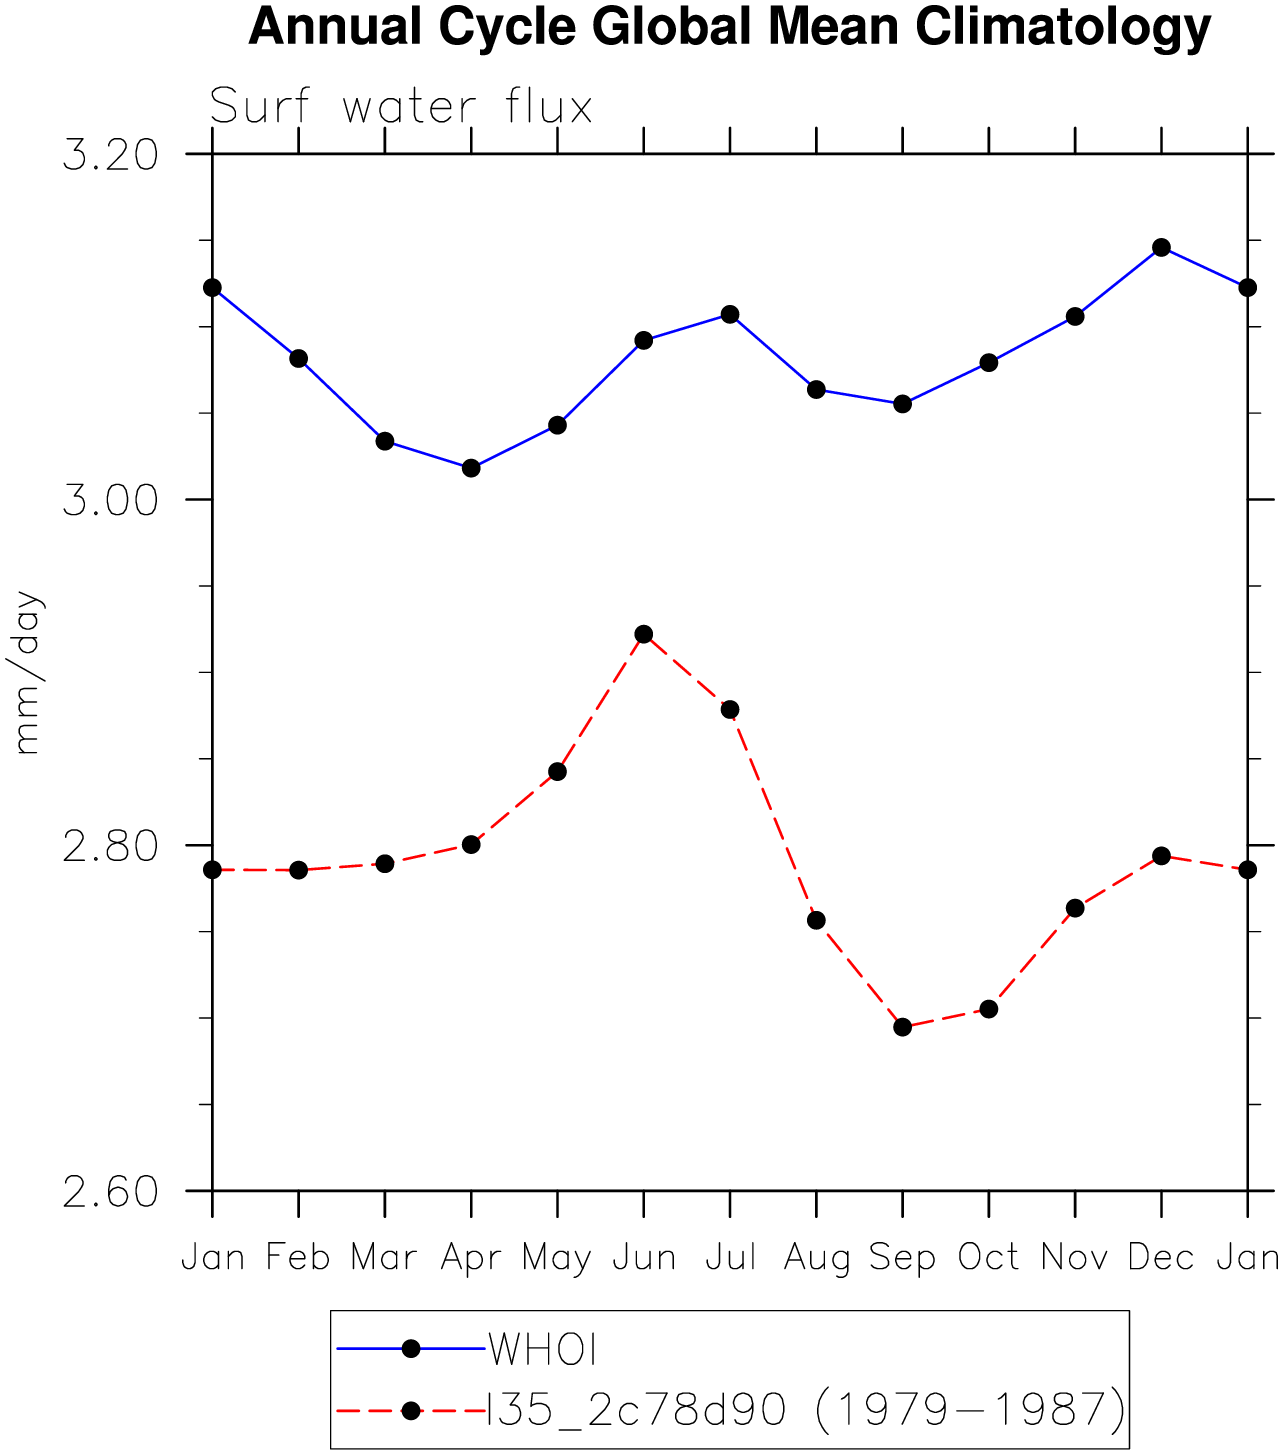 Annual Cycle Global Mean Climatology
Surf water flux
3.20
3.00
2.80
2.60
mm/day
Jan Feb Mar Apr May Jun Jul Aug Sep Oct Nov Dec Jan
WHOI
I35_2c78d90 (1979-1987)